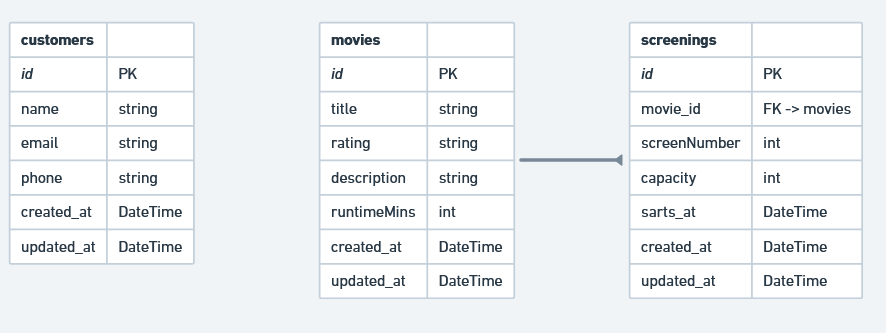 customers
id PK
name string
email string
phone string
created_at DateTime
updated_at DateTime
movies
id PK
title string
rating string
description string
runtimeMins int
created_at DateTime
updated_at DateTime
screenings
id PK
movie_id FK -> movies
screenNumber int
capacity int
sarts_at DateTime
created_at DateTime
updated_at DateTime